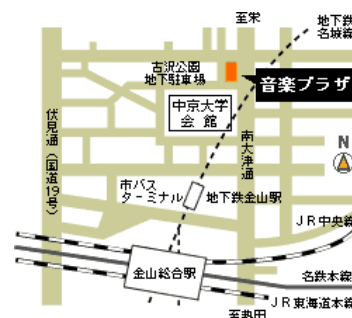 至栄
地下鉄
名城線
古沢公園
地下駐車場
音楽プラザ
中京大学
会館
伏見通（国道19号）
南大津通
N
市バス
ターミナル
地下鉄金山駅
JR中央線
金山総合駅
名鉄本線
JR東海道本線
至熱田